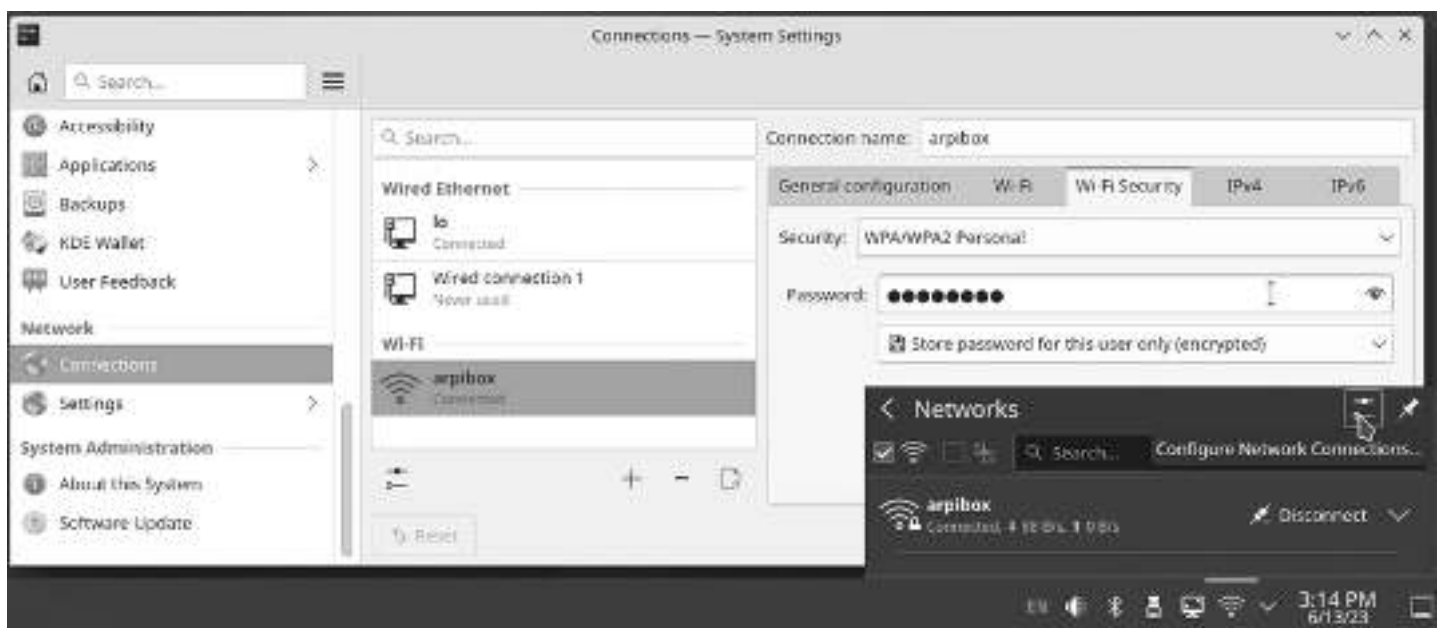 Connections — System Settings
Search...
Accessibility
Applications
Backups
KDE Wallet
User Feedback
Network
Connections
Settings
System Administration
About this System
Software Update
Search...
Wired Ethernet
lo
Connected
Wired connection 1
Never used
Wi-Fi
arpibox
Connected
Reset
Connection name: arpibox
General configuration Wi-Fi Wi-Fi Security IPv4 IPv6
Security: WPA/WPA2 Personal
Password: ●●●●●●●●
Store password for this user only (encrypted)
Networks
Search...
Configure Network Connections...
arpibox
Connected,
Disconnect
EN
3:14 PM
6/13/23